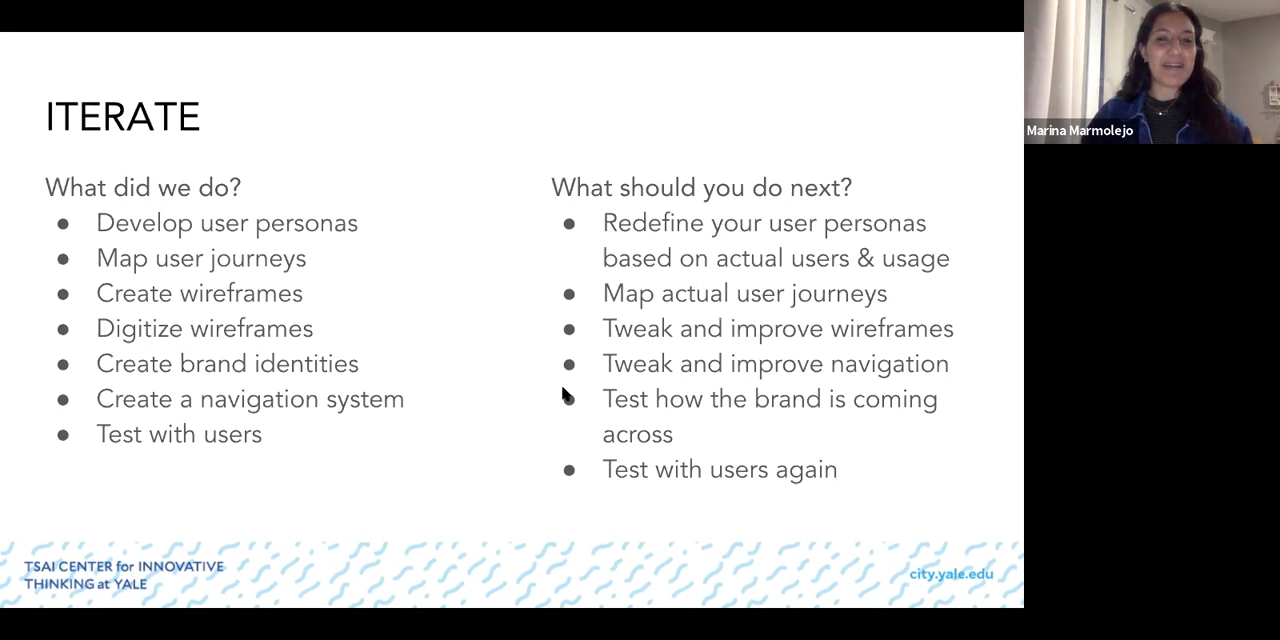 ITERATE
What did we do?
● Develop user personas
● Map user journeys
● Create wireframes
● Digitize wireframes
● Create brand identities
● Create a navigation system
● Test with users
What should you do next?
● Redefine your user personas
based on actual users & usage
● Map actual user journeys
● Tweak and improve wireframes
● Tweak and improve navigation
● Test how the brand is coming
across
● Test with users again
TSAI CENTER for INNOVATIVE
THINKING at YALE
city.yale.edu
Marina Marmolejo